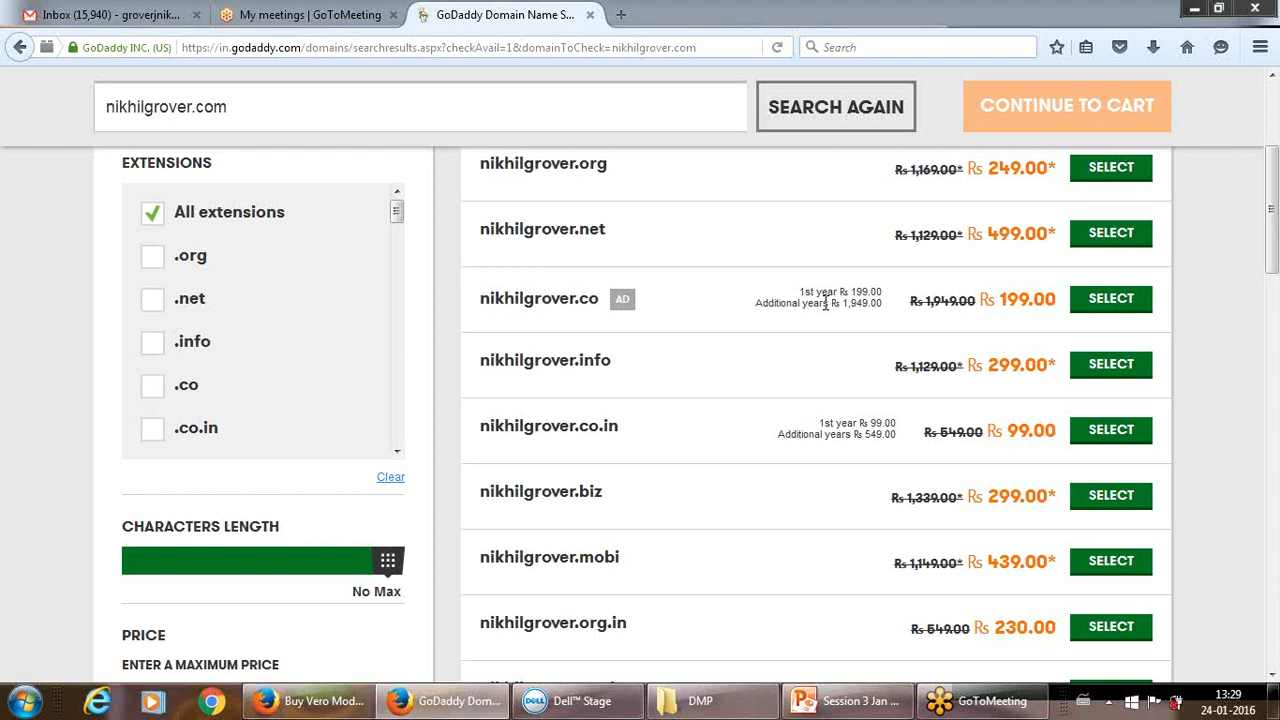 Inbox (15,940) - groverjnik...
My meetings | GoToMeeting
GoDaddy Domain Name S...
GoDaddy INC. (US)
https://in.godaddy.com/domains/searchresults.aspx?checkAvail=1&domainToCheck=nikhilgrover.com
Search
nikhilgrover.com
SEARCH AGAIN
CONTINUE TO CART
EXTENSIONS
All extensions
.org
.net
.info
.co
.co.in
Clear
CHARACTERS LENGTH
No Max
PRICE
ENTER A MAXIMUM PRICE
nikhilgrover.org Rs 1,169.00* Rs 249.00* SELECT
nikhilgrover.net Rs 1,129.00* Rs 499.00* SELECT
nikhilgrover.co AD
1st year Rs 199.00
Additional years Rs 1,949.00
Rs 1,949.00 Rs 199.00 SELECT
nikhilgrover.info Rs 1,129.00* Rs 299.00* SELECT
nikhilgrover.co.in
1st year Rs 99.00
Additional years Rs 549.00
Rs 549.00 Rs 99.00 SELECT
nikhilgrover.biz Rs 1,339.00* Rs 299.00* SELECT
nikhilgrover.mobi Rs 1,149.00* Rs 439.00* SELECT
nikhilgrover.org.in Rs 549.00 Rs 230.00 SELECT
Buy Vero Mod...
GoDaddy Dom...
Dell™ Stage
DMP
Session 3 Jan ...
GoToMeeting
13:29
24-01-2016